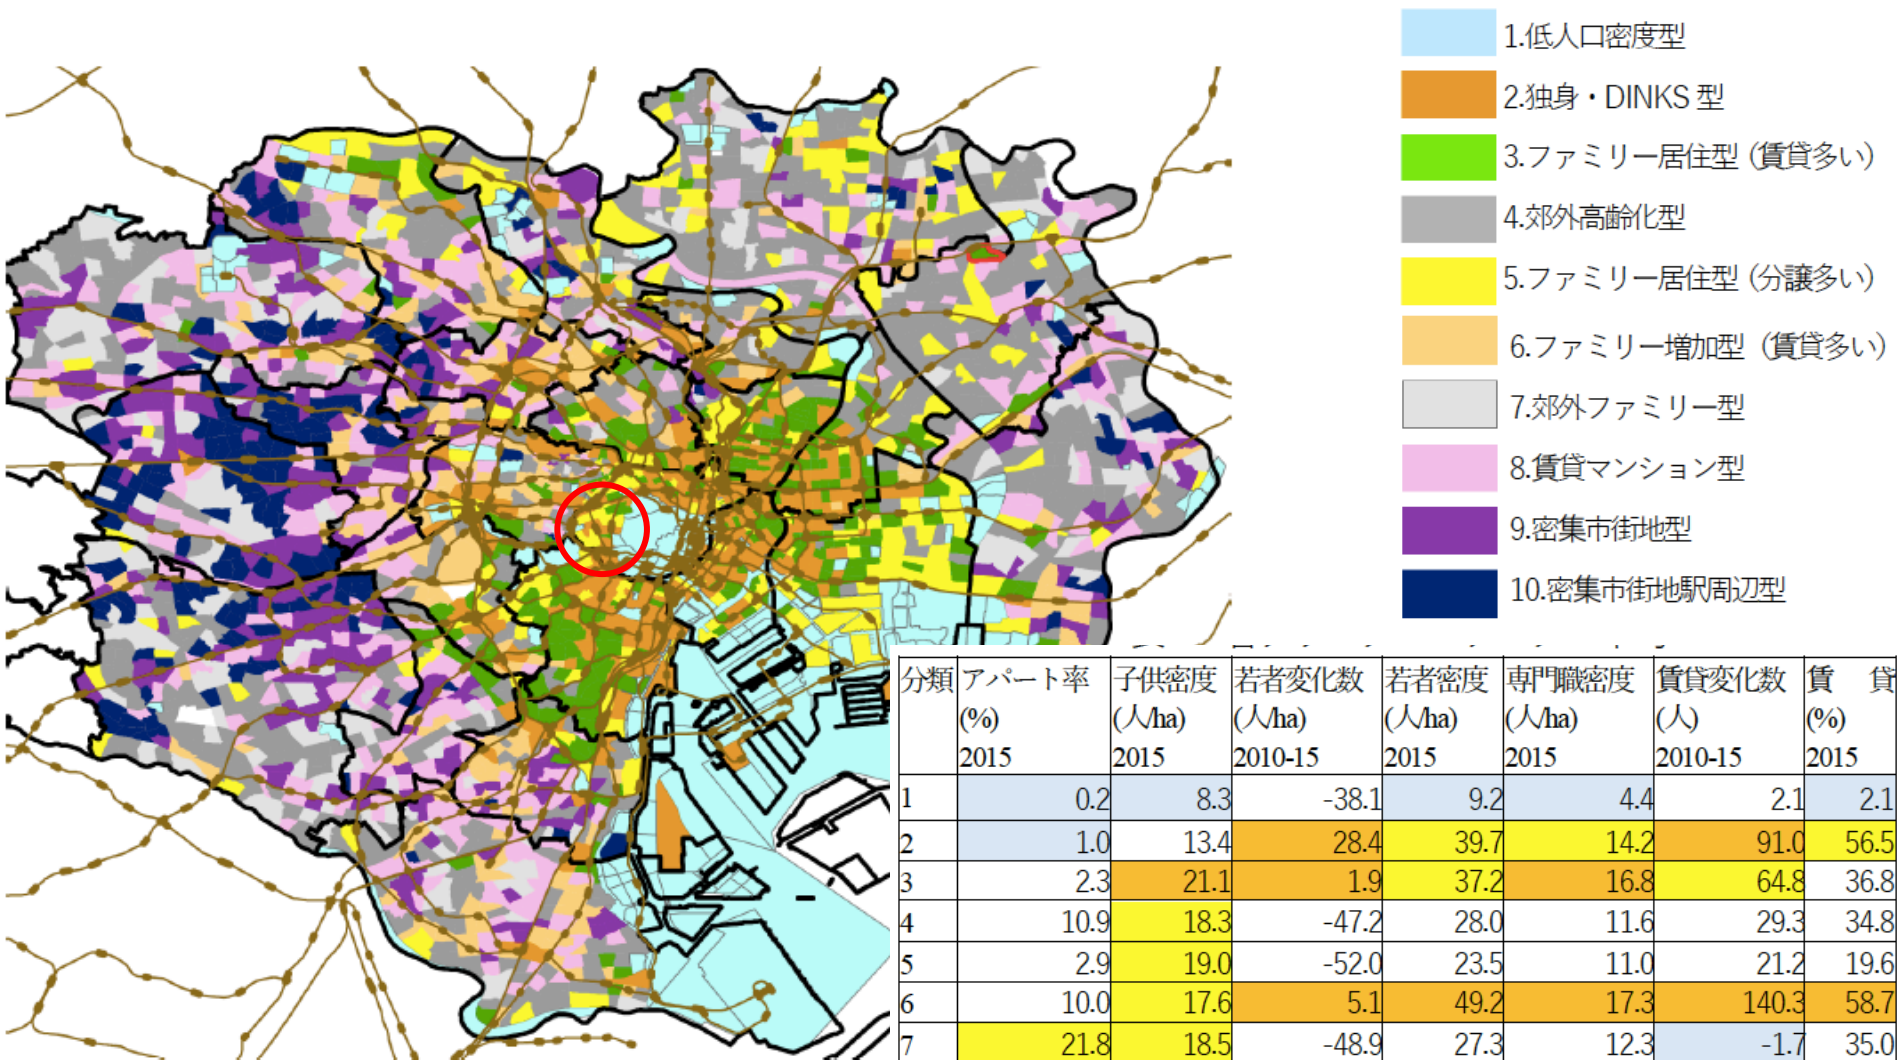 1.低人口密度型
2.独身・DINKS 型
3.ファミリー居住型（賃貸多い）
4.郊外高齢化型
5.ファミリー居住型（分譲多い）
6.ファミリー増加型（賃貸多い）
7.郊外ファミリー型
8.賃貸マンション型
9.密集市街地型
10.密集市街地駅周辺型
分類 アパート率 子供密度 若者変化数 若者密度 専門職密度 賃貸変化数 賃 貸
(%) (人/ha) (人/ha) (人/ha) (人/ha) (人) (%)
2015 2015 2010-15 2015 2015 2010-15 2015
1 0.2 8.3 -38.1 9.2 4.4 2.1 2.1
2 1.0 13.4 28.4 39.7 14.2 91.0 56.5
3 2.3 21.1 1.9 37.2 16.8 64.8 36.8
4 10.9 18.3 -47.2 28.0 11.6 29.3 34.8
5 2.9 19.0 -52.0 23.5 11.0 21.2 19.6
6 10.0 17.6 5.1 49.2 17.3 140.3 58.7
7 21.8 18.5 -48.9 27.3 12.3 -1.7 35.0